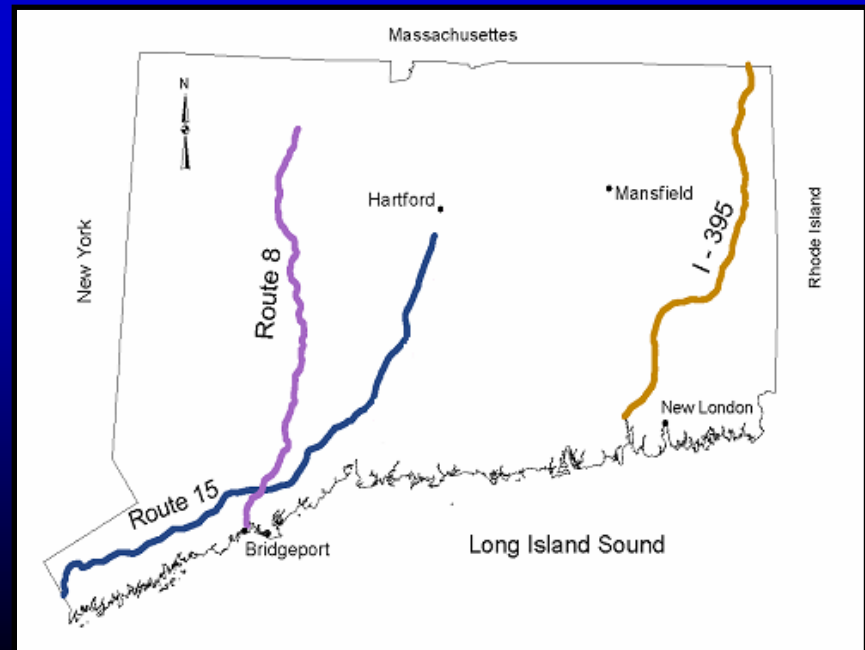 Massachusettes
N
Hartford
Mansfield
New York
Rhode Island
Route 8
I - 395
New London
Route 15
Bridgeport
Long Island Sound